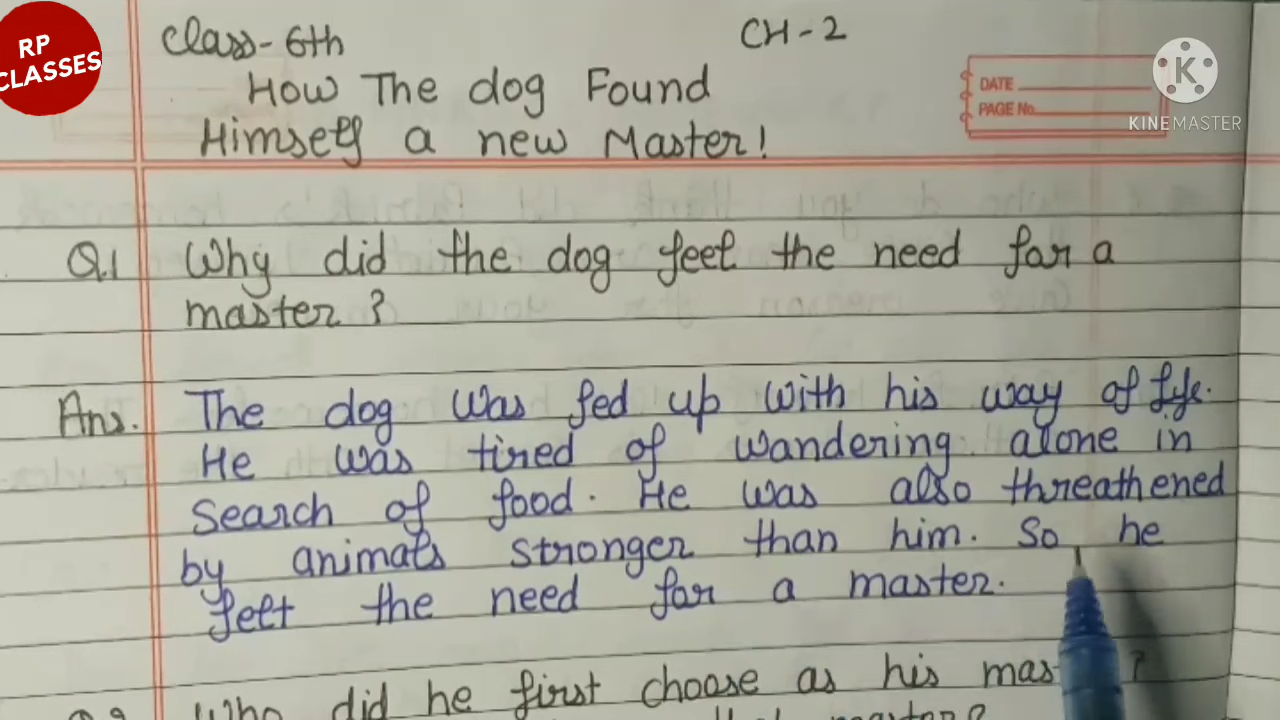 RP
CLASSES
Class-6th
CH-2
How The dog Found
Himself a new Master!
DATE
PAGE No.
KINEMASTER
Q.1 Why did the dog feel the need for a
master?
Ans. The dog was fed up with his way of life.
He was tired of wandering alone in
search of food. He was also threathened
by animals stronger than him. So he
felt the need for a master.
Who did he first choose as his mas ?